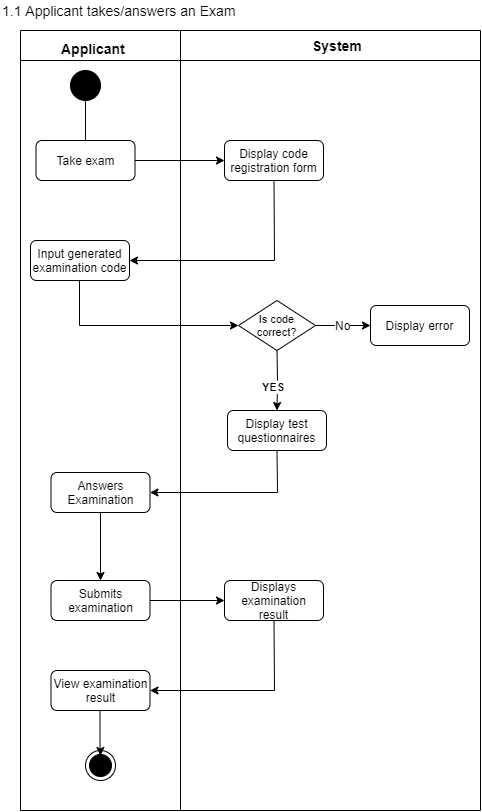 1.1 Applicant takes/answers an Exam
Applicant
System
Take exam
Display code
registration form
Input generated
examination code
Is code
correct?
No
Display error
YES
Display test
questionnaires
Answers
Examination
Submits
examination
Displays
examination
result
View examination
result